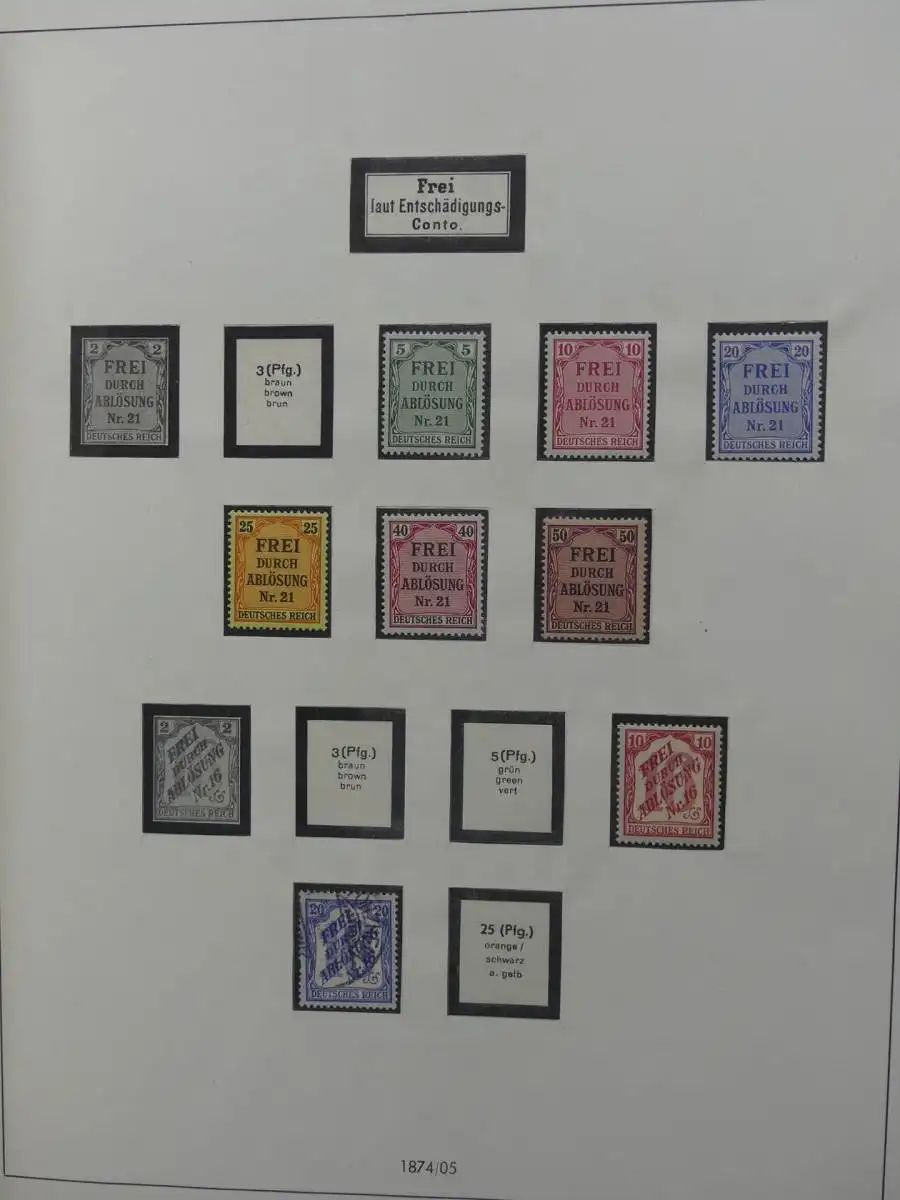 Frei
laut Entschädigungs-
Conto.
2 2
FREI
DURCH
ABLÖSUNG
Nr. 21
DEUTSCHES REICH
3 (Pfg.)
braun
brown
brun
5 5
FREI
DURCH
ABLÖSUNG
Nr. 21
DEUTSCHES REICH
10 10
FREI
DURCH
ABLÖSUNG
Nr. 21
DEUTSCHES REICH
20 20
FREI
DURCH
ABLÖSUNG
Nr. 21
DEUTSCHES REICH
25 25
FREI
DURCH
ABLÖSUNG
Nr. 21
DEUTSCHES REICH
40 40
FREI
DURCH
ABLÖSUNG
Nr. 21
DEUTSCHES REICH
50 50
FREI
DURCH
ABLÖSUNG
Nr. 21
DEUTSCHES REICH
2 2
FREI
DURCH
ABLÖSUNG
Nr. 16
DEUTSCHES REICH
3 (Pfg.)
braun
brown
brun
5 (Pfg.)
grün
green
vert
10 10
FREI
DURCH
ABLÖSUNG
Nr. 16
DEUTSCHES REICH
20 20
FREI
DURCH
ABLÖSUNG
Nr. 16
DEUTSCHES REICH
25 (Pfg.)
orange/
schwarz
a. gelb
1874/05